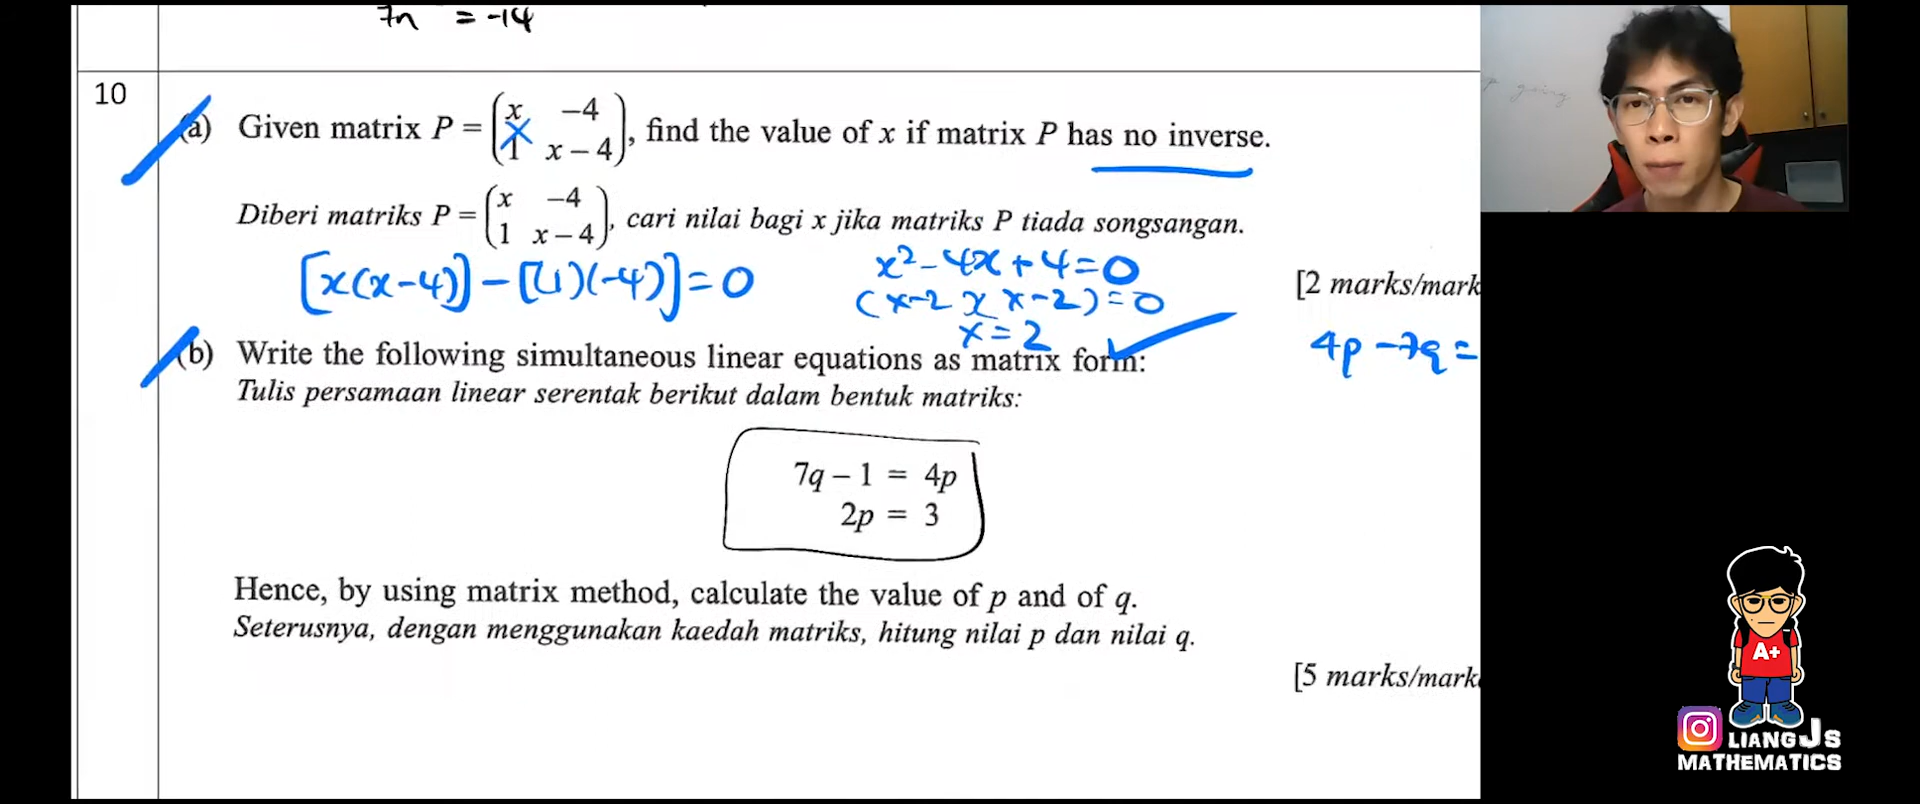 7n = -14
10
(a) Given matrix P = (x -4
1 x - 4), find the value of x if matrix P has no inverse.
Diberi matriks P = (x -4
1 x - 4), cari nilai bagi x jika matriks P tiada songsangan.
[x(x-4)] - [(1)(-4)] = 0
x² - 4x + 4 = 0
(x-2)(x-2) = 0
x = 2
[2 marks/mark
(b) Write the following simultaneous linear equations as matrix form:
4p - 7q =
Tulis persamaan linear serentak berikut dalam bentuk matriks:
7q - 1 = 4p
2p = 3
Hence, by using matrix method, calculate the value of p and of q.
Seterusnya, dengan menggunakan kaedah matriks, hitung nilai p dan nilai q.
[5 marks/mark
A+
LIANGJS
MATHEMATICS